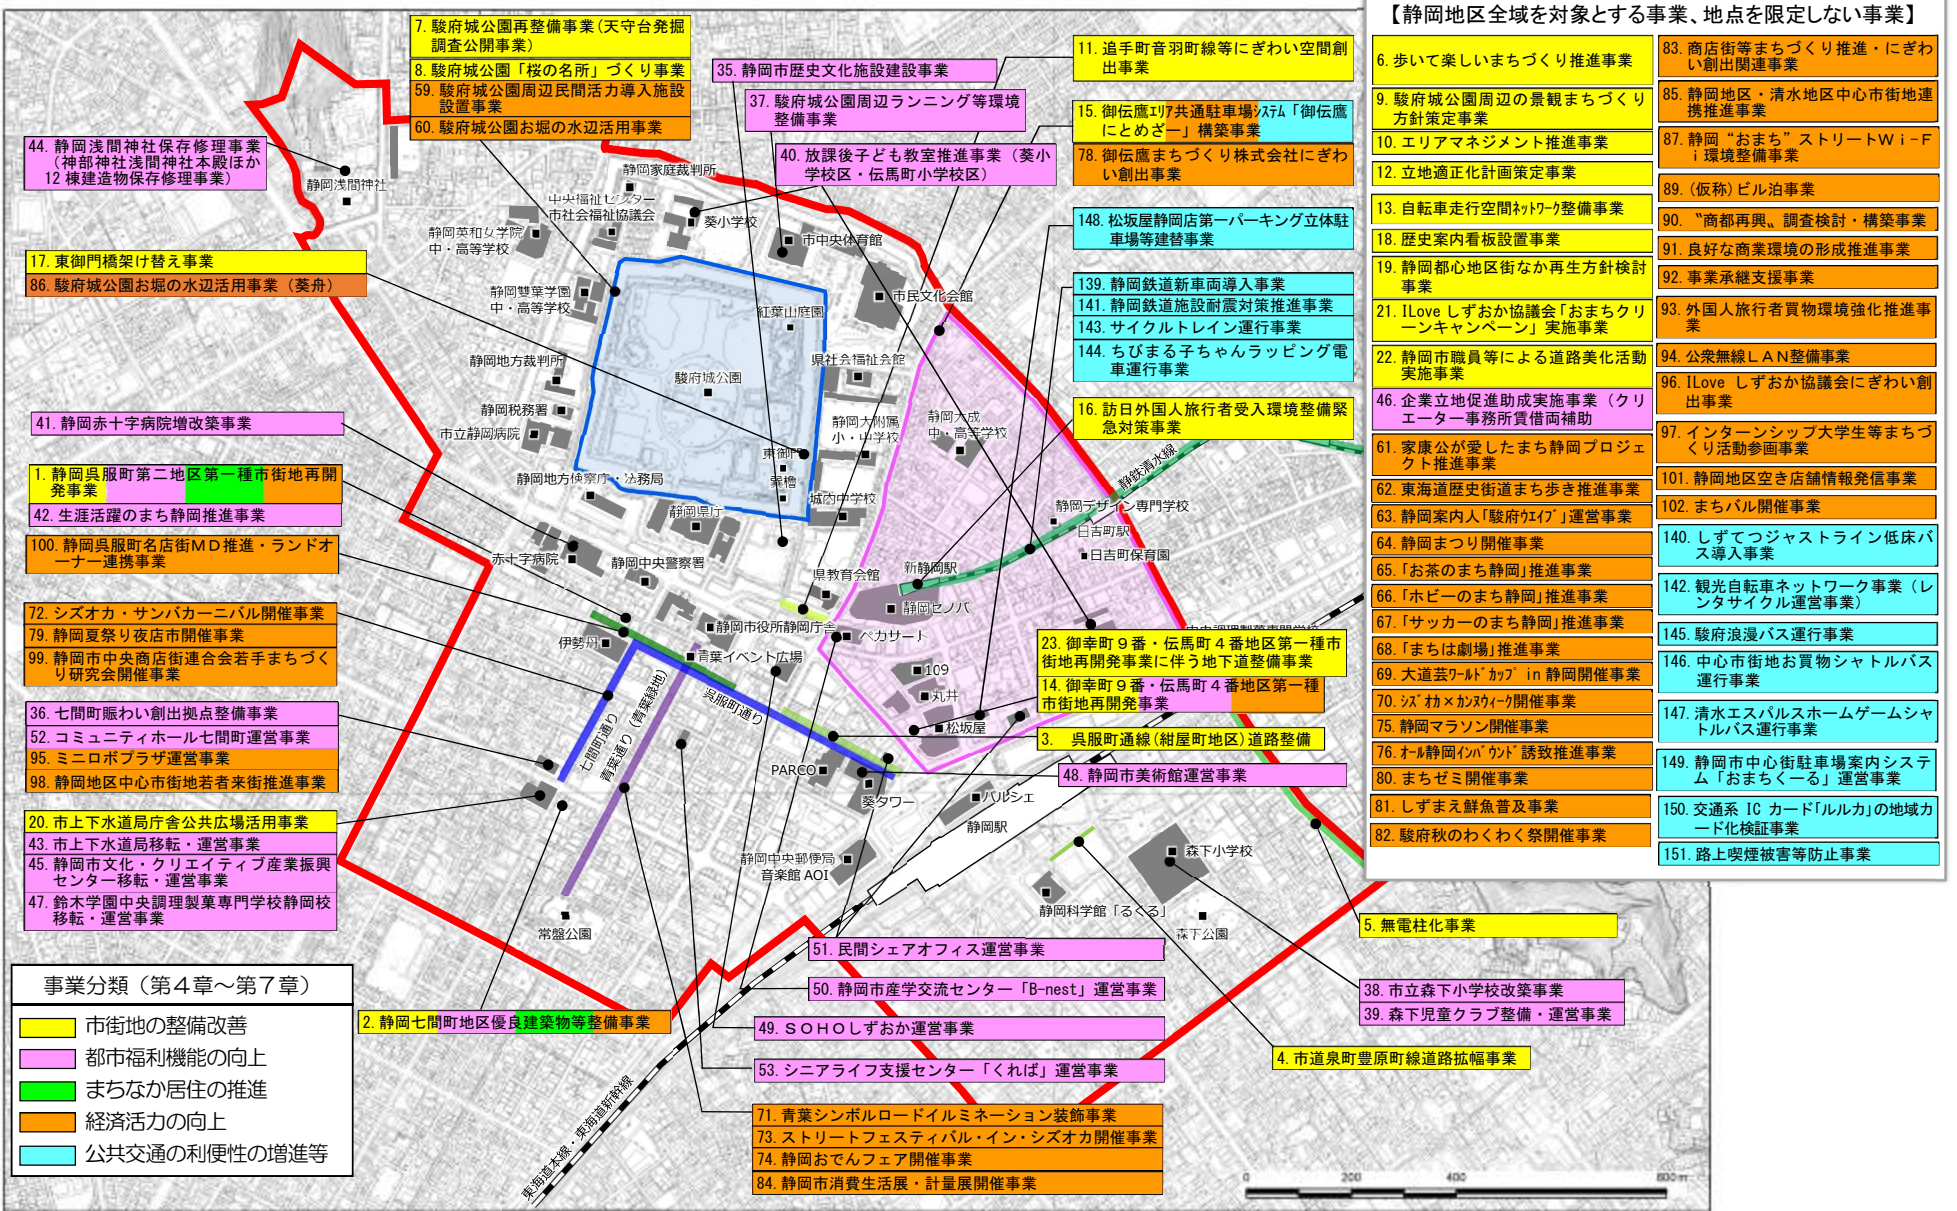 【静岡地区全域を対象とする事業、地点を限定しない事業】
7. 駿府城公園再整備事業(天守台発掘
調査公開事業)
8. 駿府城公園「桜の名所」づくり事業
59. 駿府城公園周辺民間活力導入施設
設置事業
60. 駿府城公園お堀の水辺活用事業
35. 静岡市歴史文化施設建設事業
37. 駿府城公園周辺ランニング等環境
整備事業
40. 放課後子ども教室推進事業（葵小
学校区・伝馬町小学校区）
11. 追手町音羽町線等にぎわい空間創
出事業
15. 御伝鷹エリア共通駐車場システム「御伝鷹
にとめざー」構築事業
78. 御伝鷹まちづくり株式会社にぎわ
い創出事業
148. 松坂屋静岡店第一パーキング立体駐
車場等建替事業
139. 静岡鉄道新車両導入事業
141. 静岡鉄道施設耐震対策推進事業
143. サイクルトレイン運行事業
144. ちびまる子ちゃんラッピング電
車運行事業
16. 訪日外国人旅行者受入環境整備緊
急対策事業
44. 静岡浅間神社保存修理事業
（神部神社浅間神社本殿ほか
12 棟建造物保存修理事業）
17. 東御門橋架け替え事業
86. 駿府城公園お堀の水辺活用事業（葵舟）
41. 静岡赤十字病院増改築事業
1. 静岡呉服町第二地区第一種市街地再開
発事業
42. 生涯活躍のまち静岡推進事業
100. 静岡呉服町名店街MD推進・ランドオ
ーナー連携事業
72. シズオカ・サンバカーニバル開催事業
79. 静岡夏祭り夜店市開催事業
99. 静岡市中央商店街連合会若手まちづく
り研究会開催事業
36. 七間町賑わい創出拠点整備事業
52. コミュニティホール七間町運営事業
95. ミニロボプラザ運営事業
98. 静岡地区中心市街地若者来街推進事業
20. 市上下水道局庁舎公共広場活用事業
43. 市上下水道局移転・運営事業
45. 静岡市文化・クリエイティブ産業振興
センター移転・運営事業
47. 鈴木学園中央調理製菓専門学校静岡校
移転・運営事業
事業分類（第4章～第7章）
市街地の整備改善
都市福利機能の向上
まちなか居住の推進
経済活力の向上
公共交通の利便性の増進等
静岡浅間神社
静岡家庭裁判所
中央福祉センター
市社会福祉協議会
葵小学校
静岡英和女学院
中・高等学校
市中央体育館
市民文化会館
静岡雙葉学園
中・高等学校
紅葉山庭園
静岡地方裁判所
県社会福祉会館
駿府城公園
静岡税務署
静岡大附属
小・中学校
静岡大成
中・高等学校
市立静岡病院
東御門
巽櫓
静岡地方検察庁・法務局
城内中学校
静岡県庁
静鉄清水線
静岡デザイン専門学校
日吉町駅
日吉町保育園
赤十字病院
静岡中央警察署
県教育会館
新静岡駅
静岡セノバ
静岡市役所静岡庁舎
ペガサート
伊勢丹
青葉イベント広場
109
丸井
松坂屋
呉服町通り
七間町通り
青葉通り（青葉緑地）
PARCO
葵タワー
パルシェ
静岡駅
静岡中央郵便局
音楽館 AOI
森下小学校
静岡科学館「るくる」
森下公園
常盤公園
東海道本線・東海道新幹線
23. 御幸町９番・伝馬町４番地区第一種市
街地再開発事業に伴う地下道整備事業
14. 御幸町９番・伝馬町４番地区第一種
市街地再開発事業
3. 呉服町通線(紺屋町地区)道路整備
48. 静岡市美術館運営事業
51. 民間シェアオフィス運営事業
50. 静岡市産学交流センター「B-nest」運営事業
49. SOHOしずおか運営事業
53. シニアライフ支援センター「くれば」運営事業
2. 静岡七間町地区優良建築物等整備事業
71. 青葉シンボルロードイルミネーション装飾事業
73. ストリートフェスティバル・イン・シズオカ開催事業
74. 静岡おでんフェア開催事業
84. 静岡市消費生活展・計量展開催事業
5. 無電柱化事業
38. 市立森下小学校改築事業
39. 森下児童クラブ整備・運営事業
4. 市道泉町豊原町線道路拡幅事業
0 200 400 600m
6. 歩いて楽しいまちづくり推進事業
9. 駿府城公園周辺の景観まちづくり
方針策定事業
10. エリアマネジメント推進事業
12. 立地適正化計画策定事業
13. 自転車走行空間ネットワーク整備事業
18. 歴史案内看板設置事業
19. 静岡都心地区街なか再生方針検討
事業
21. ILove しずおか協議会「おまちクリ
ーンキャンペーン」実施事業
22. 静岡市職員等による道路美化活動
実施事業
46. 企業立地促進助成実施事業（クリ
エーター事務所賃借両補助
61. 家康公が愛したまち静岡プロジェ
クト推進事業
62. 東海道歴史街道まち歩き推進事業
63. 静岡案内人「駿府ウエイブ」運営事業
64. 静岡まつり開催事業
65.「お茶のまち静岡」推進事業
66.「ホビーのまち静岡」推進事業
67.「サッカーのまち静岡」推進事業
68.「まちは劇場」推進事業
69. 大道芸ワールドカップ in 静岡開催事業
70. シズオカ×カンヌウィーク開催事業
75. 静岡マラソン開催事業
76. オール静岡インバウンド誘致推進事業
80. まちゼミ開催事業
81. しずまえ鮮魚普及事業
82. 駿府秋のわくわく祭開催事業
83. 商店街等まちづくり推進・にぎわ
い創出関連事業
85. 静岡地区・清水地区中心市街地連
携推進事業
87. 静岡“おまち”ストリートWi-F
i 環境整備事業
89. (仮称)ビル泊事業
90. 〝商都再興〟調査検討・構築事業
91. 良好な商業環境の形成推進事業
92. 事業承継支援事業
93. 外国人旅行者買物環境強化推進事
業
94. 公衆無線LAN整備事業
96. ILove しずおか協議会にぎわい創
出事業
97. インターンシップ大学生等まちづ
くり活動参画事業
101. 静岡地区空き店舗情報発信事業
102. まちバル開催事業
140. しずてつジャストライン低床バ
ス導入事業
142. 観光自転車ネットワーク事業（レ
ンタサイクル運営事業）
145. 駿府浪漫バス運行事業
146. 中心市街地お買物シャトルバス
運行事業
147. 清水エスパルスホームゲームシャ
トルバス運行事業
149. 静岡市中心街駐車場案内システ
ム「おまちくーる」運営事業
150. 交通系 IC カード「ルルカ」の地域カ
ード化検証事業
151. 路上喫煙被害等防止事業